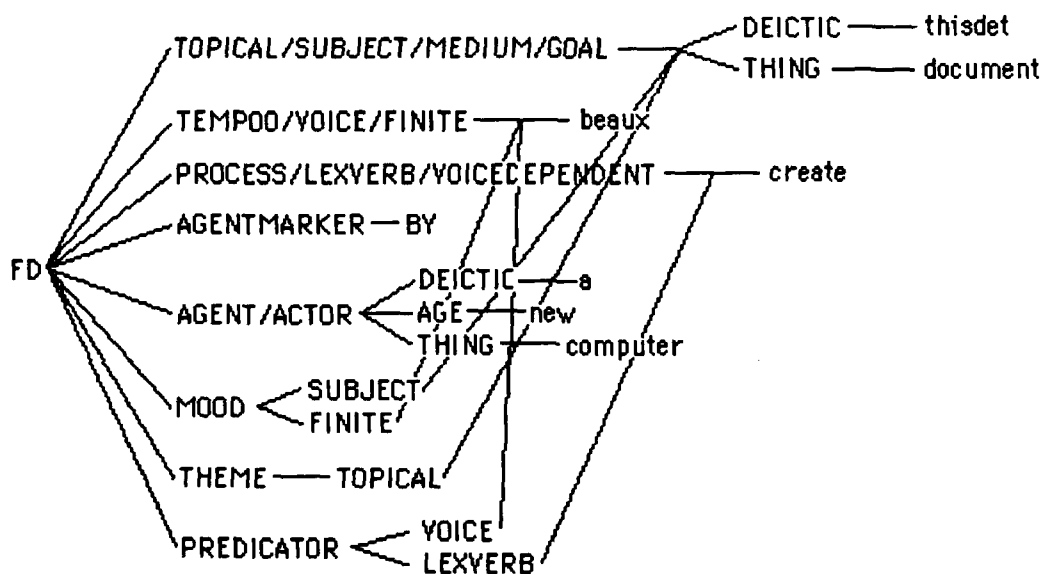 DEICTIC thisdet
TOPICAL/SUBJECT/MEDIUM/GOAL
THING document
TEMPO0/VOICE/FINITE beaux
PROCESS/LEXVERB/VOICEDEPENDENT create
AGENTMARKER BY
FD
DEICTIC a
AGENT/ACTOR AGE new
THING computer
SUBJECT
MOOD
FINITE
THEME TOPICAL
VOICE
PREDICATOR
LEXVERB